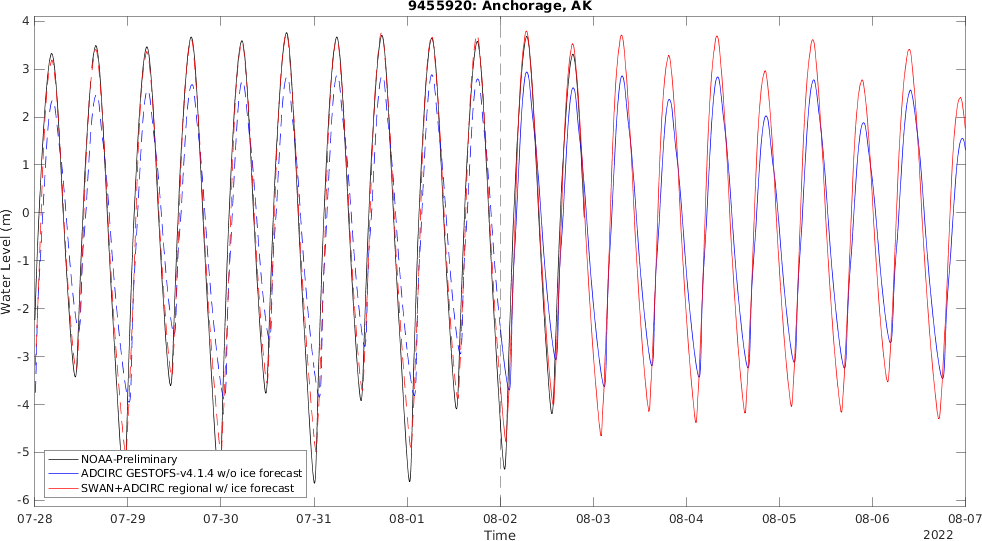 9455920: Anchorage, AK
Water Level (m)
4
3
2
1
0
-1
-2
-3
-4
-5
-6
NOAA-Preliminary
ADCIRC GESTOFS-v4.1.4 w/o ice forecast
SWAN+ADCIRC regional w/ ice forecast
07-28 07-29 07-30 07-31 08-01 08-02 08-03 08-04 08-05 08-06 08-07
Time
2022